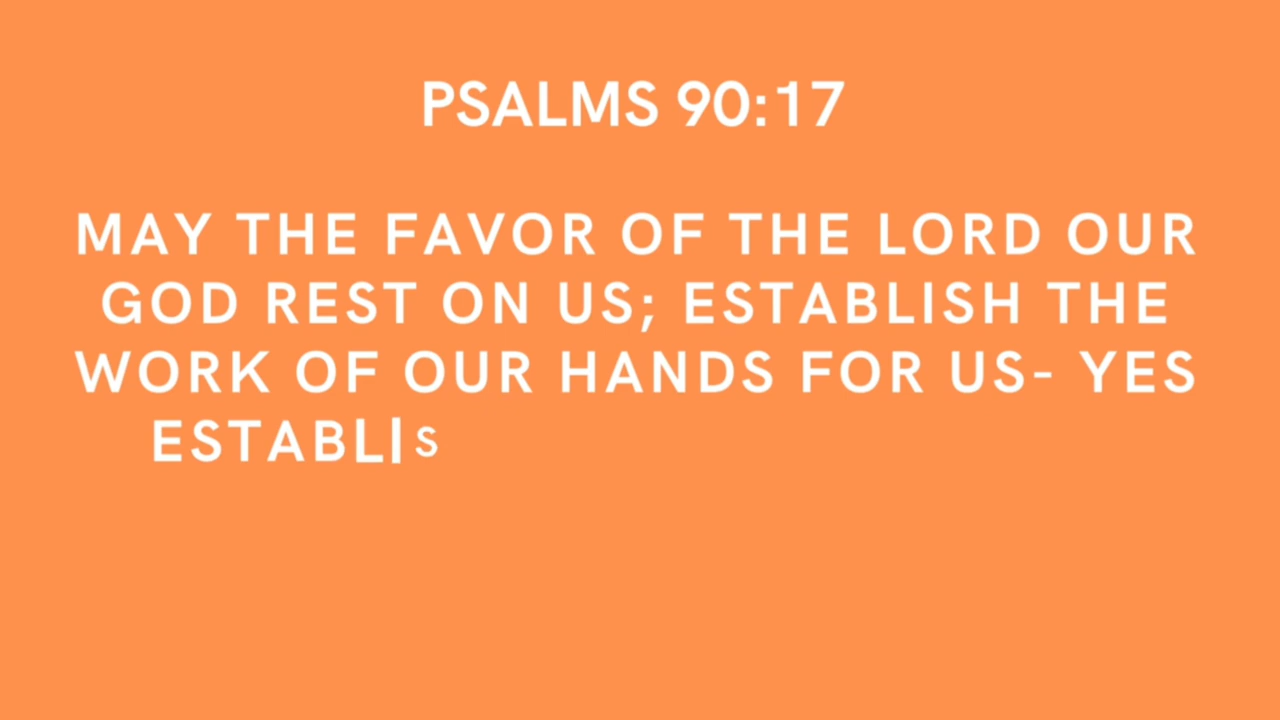 PSALMS 90:17
MAY THE FAVOR OF THE LORD OUR
GOD REST ON US; ESTABLISH THE
WORK OF OUR HANDS FOR US- YES
ESTABLIS